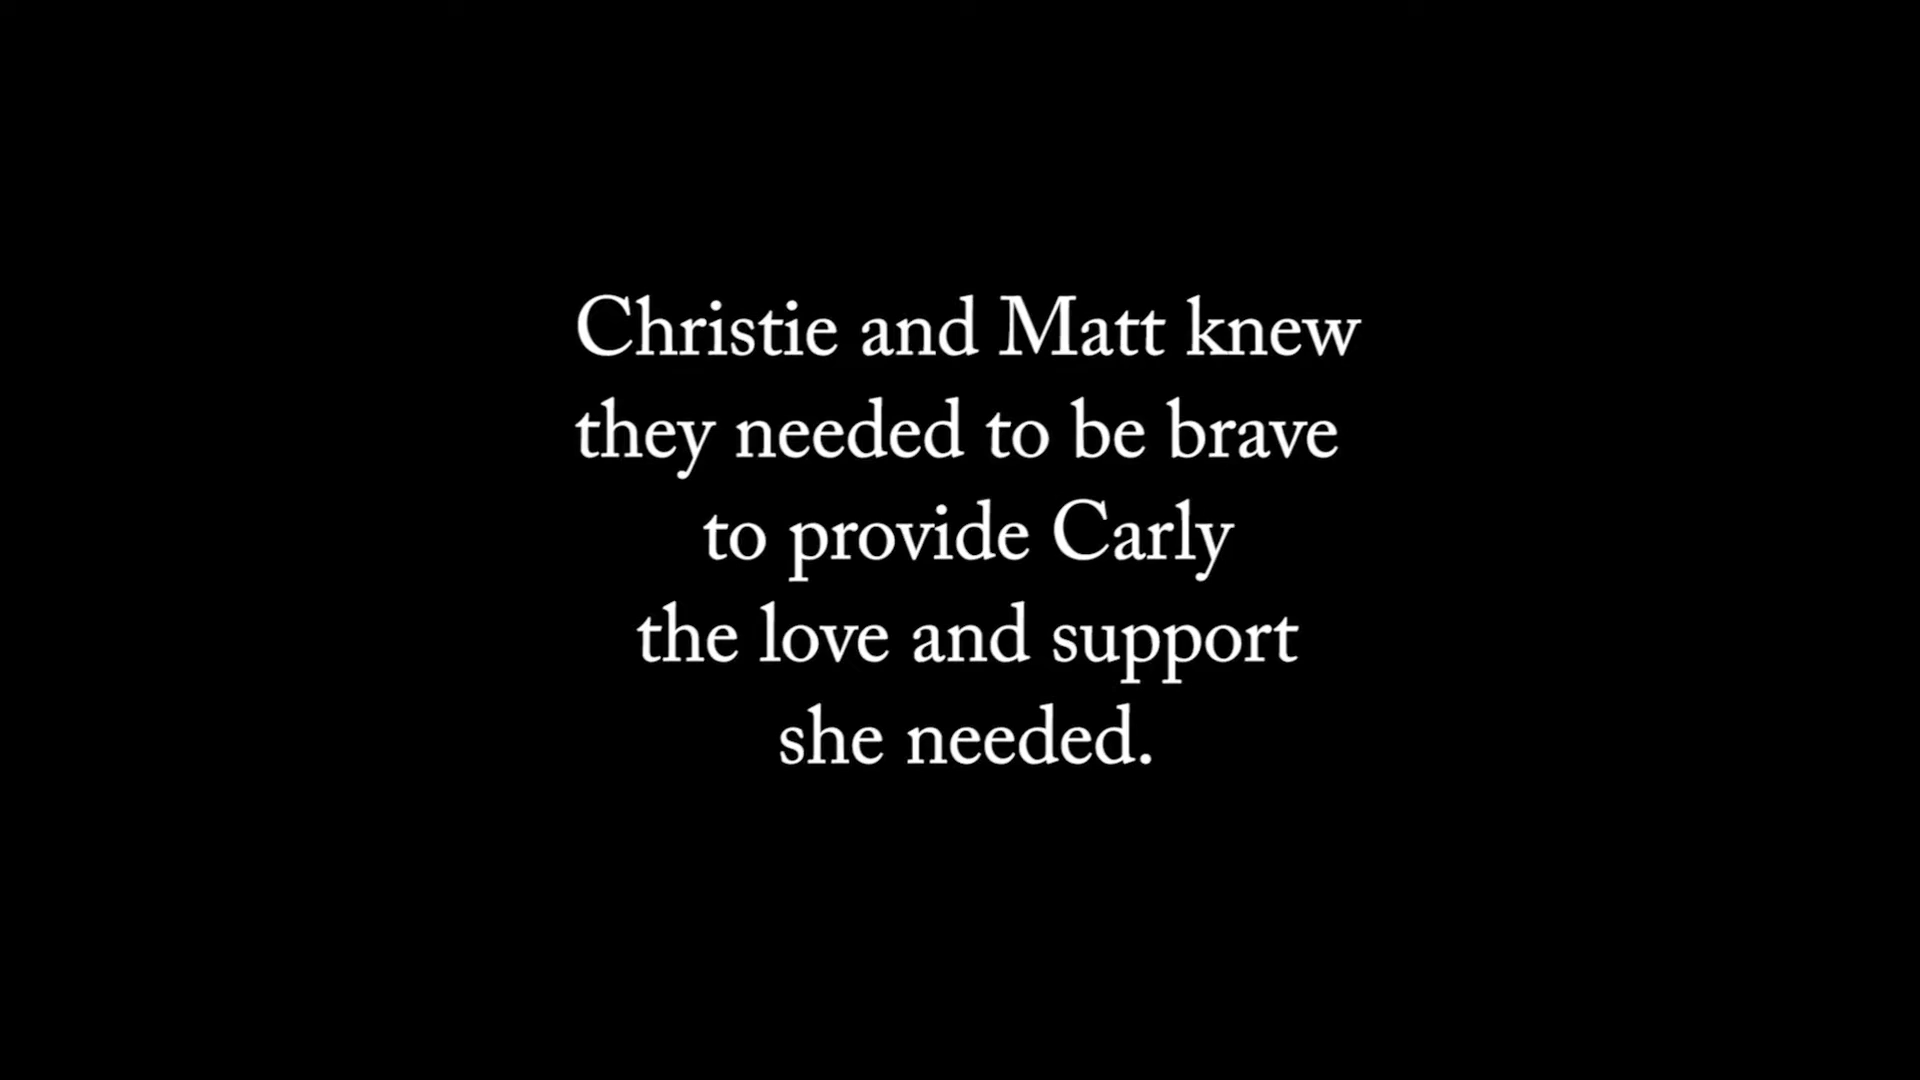 Christie and Matt knew
they needed to be brave
to provide Carly
the love and support
she needed.